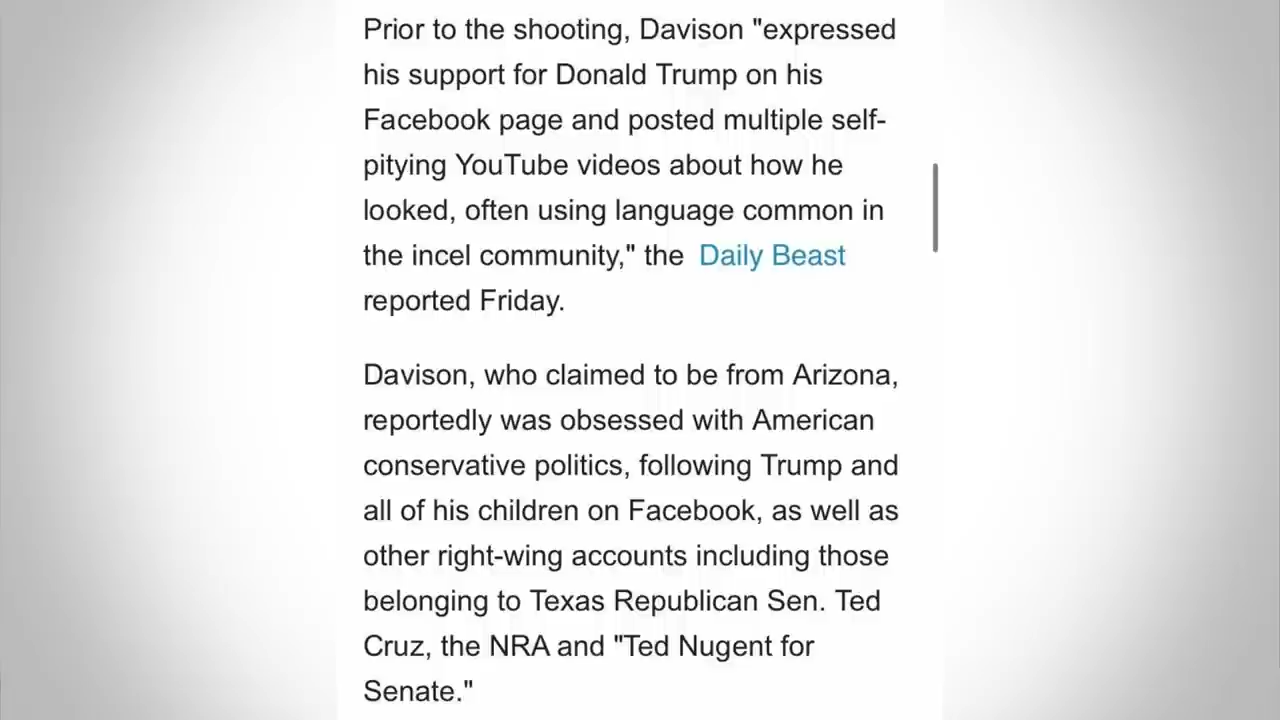 Prior to the shooting, Davison "expressed
his support for Donald Trump on his
Facebook page and posted multiple self-
pitying YouTube videos about how he
looked, often using language common in
the incel community," the Daily Beast
reported Friday.
Davison, who claimed to be from Arizona,
reportedly was obsessed with American
conservative politics, following Trump and
all of his children on Facebook, as well as
other right-wing accounts including those
belonging to Texas Republican Sen. Ted
Cruz, the NRA and "Ted Nugent for
Senate."